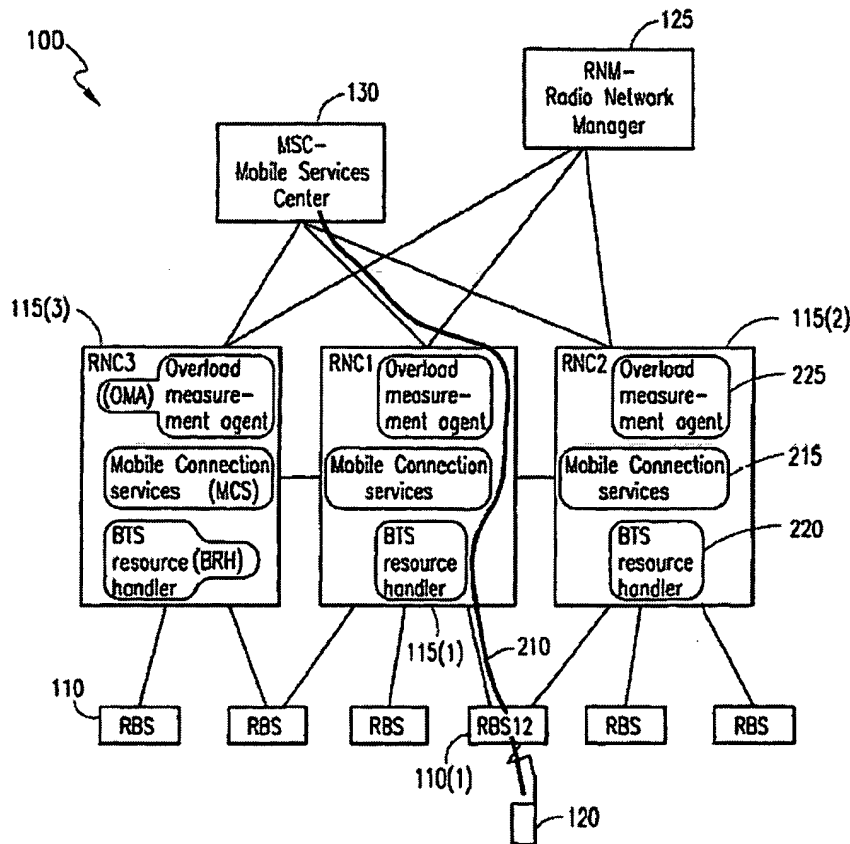 125
100
RNM-
Radio Network
Manager
130
MSC-
Mobile Services
Center
115(3)
115(2)
RNC3
Overload
measure-
ment agent
((OMA)
RNC1
Overload
measure-
ment agent
RNC2
Overload
measure-
ment agent
225
Mobile Connection
services (MCS)
Mobile Connection
services
Mobile Connection
services
215
BTS
resource (BRH)
handler
BTS
resource
handler
BTS
resource
handler
220
115(1)
210
110
RBS
RBS
RBS
RBS12
RBS
RBS
110(1)
120